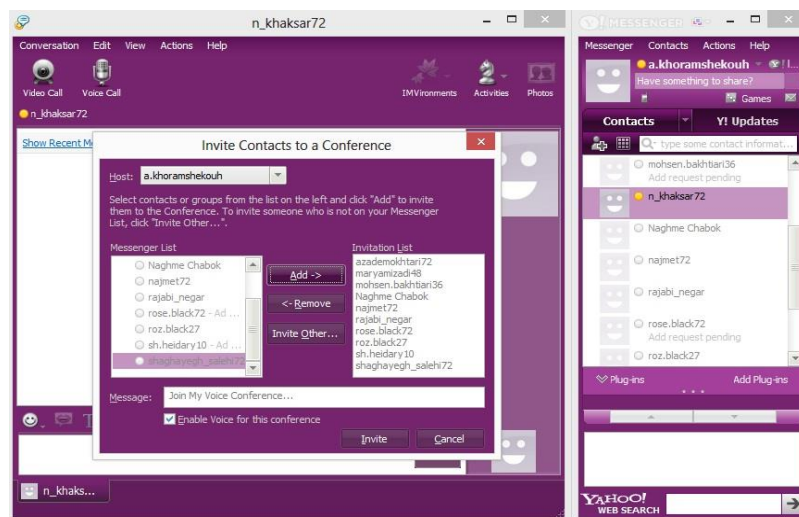 n_khaksar72
Conversation Edit View Actions Help
Video Call Voice Call IMVironments Activities Photos
n_khaksar72
Show Recent M
Invite Contacts to a Conference
Host: a.khoramshekouh
Select contacts or groups from the list on the left and click "Add" to invite
them to the Conference. To invite someone who is not on your Messenger
List, click "Invite Other...".
Messenger List
Naghme Chabok
najmet72
rajabi_negar
rose.black72 - Ad ...
roz.black27
sh.heidary10 - Ad ...
shaghayegh_salehi72
Add ->
<- Remove
Invite Other...
Invitation List
azademokhtari72
maryamizadi48
mohsen.bakhtiari36
Naghme Chabok
najmet72
rajabi_negar
rose.black72
roz.black27
sh.heidary10
shaghayegh_salehi72
Message: Join My Voice Conference...
Enable Voice for this conference
Invite Cancel
T
n_khaks...
Y! MESSENGER
Messenger Contacts Actions Help
a.khoramshekouh
Have something to share?
Games
Contacts Y! Updates
type some contact informat...
mohsen.bakhtiari36
Add request pending
n_khaksar72
Naghme Chabok
najmet72
rajabi_negar
rose.black72
Add request pending
roz.black27
Plug-ins Add Plug-ins
YAHOO!
WEB SEARCH